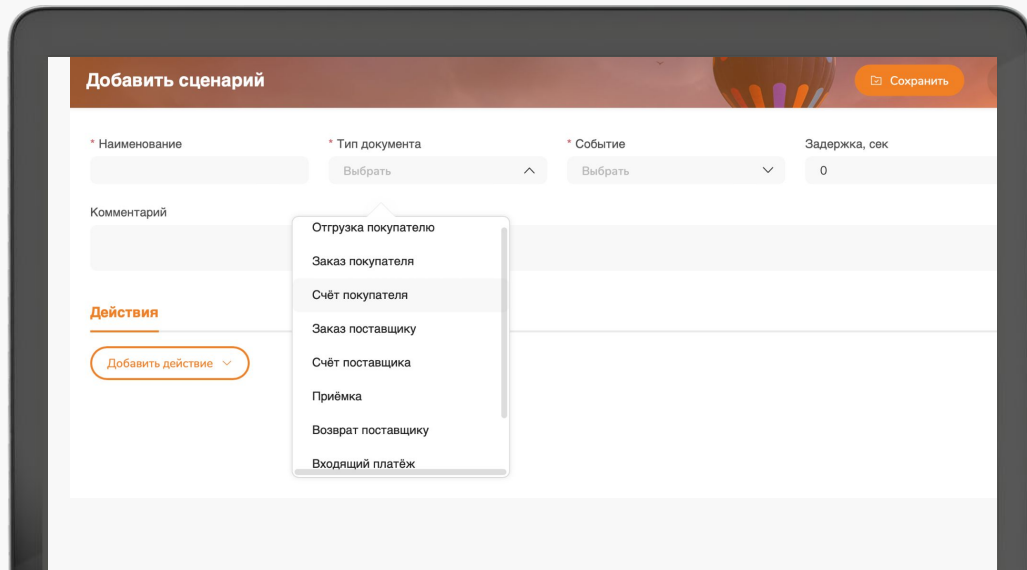 Добавить сценарий
Сохранить
* Наименование
* Тип документа
* Событие
Задержка, сек
Выбрать
Выбрать
0
Комментарий
Отгрузка покупателю
Заказ покупателя
Счёт покупателя
Действия
Заказ поставщику
Добавить действие
Счёт поставщика
Приёмка
Возврат поставщику
Входящий платёж